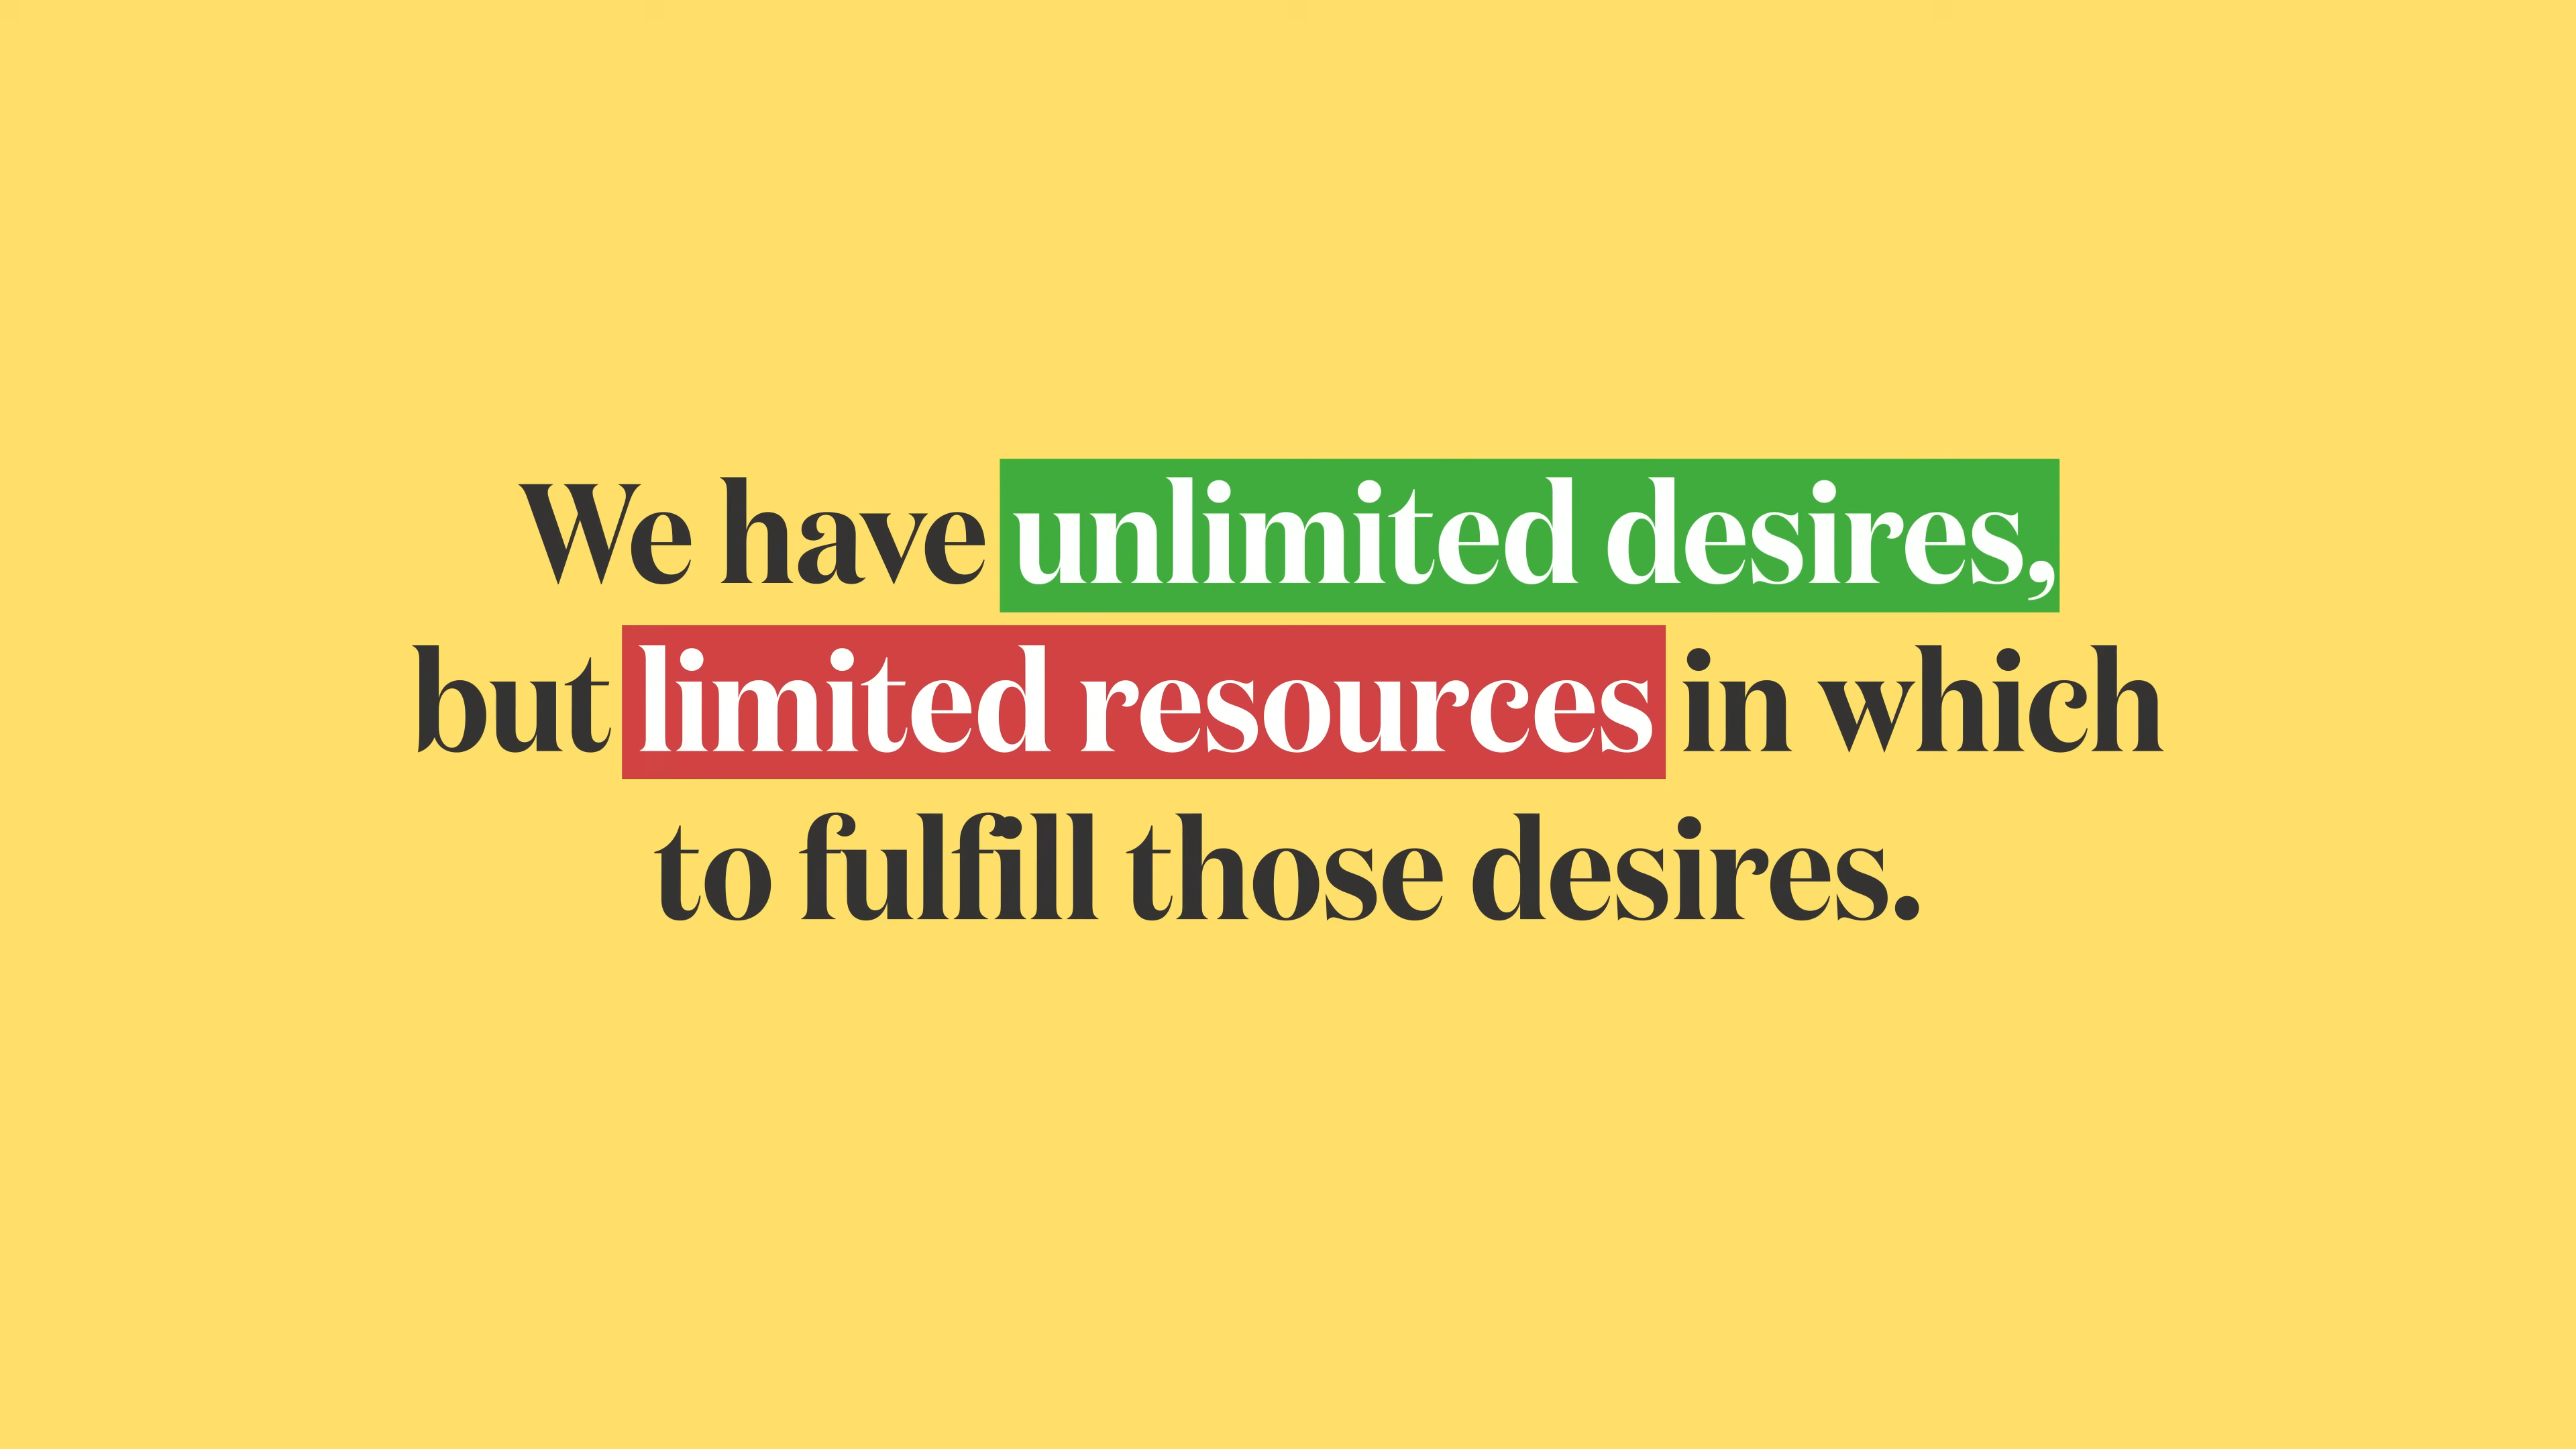 We have unlimited desires,
but limited resources in which
to fulfill those desires.